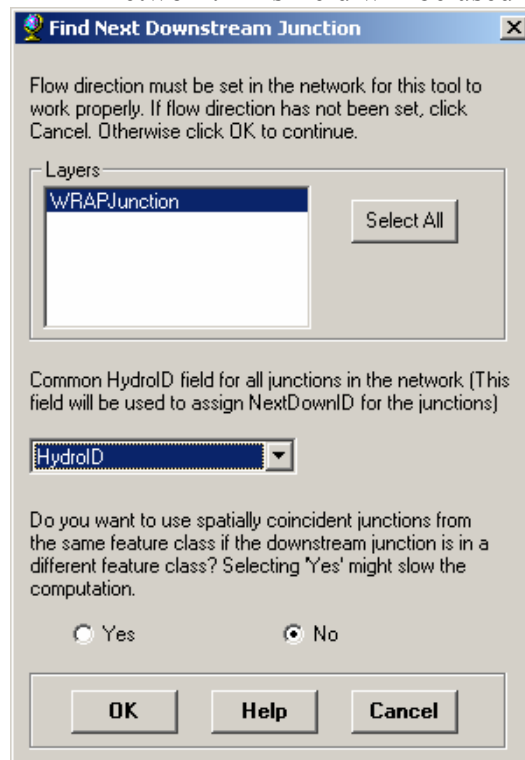 Find Next Downstream Junction
Flow direction must be set in the network for this tool to
work properly. If flow direction has not been set, click
Cancel. Otherwise click OK to continue.
Layers
WRAPJunction
Select All
Common HydroID field for all junctions in the network (This
field will be used to assign NextDownID for the junctions)
HydroID
Do you want to use spatially coincident junctions from
the same feature class if the downstream junction is in a
different feature class? Selecting 'Yes' might slow the
computation.
Yes
No
OK
Help
Cancel